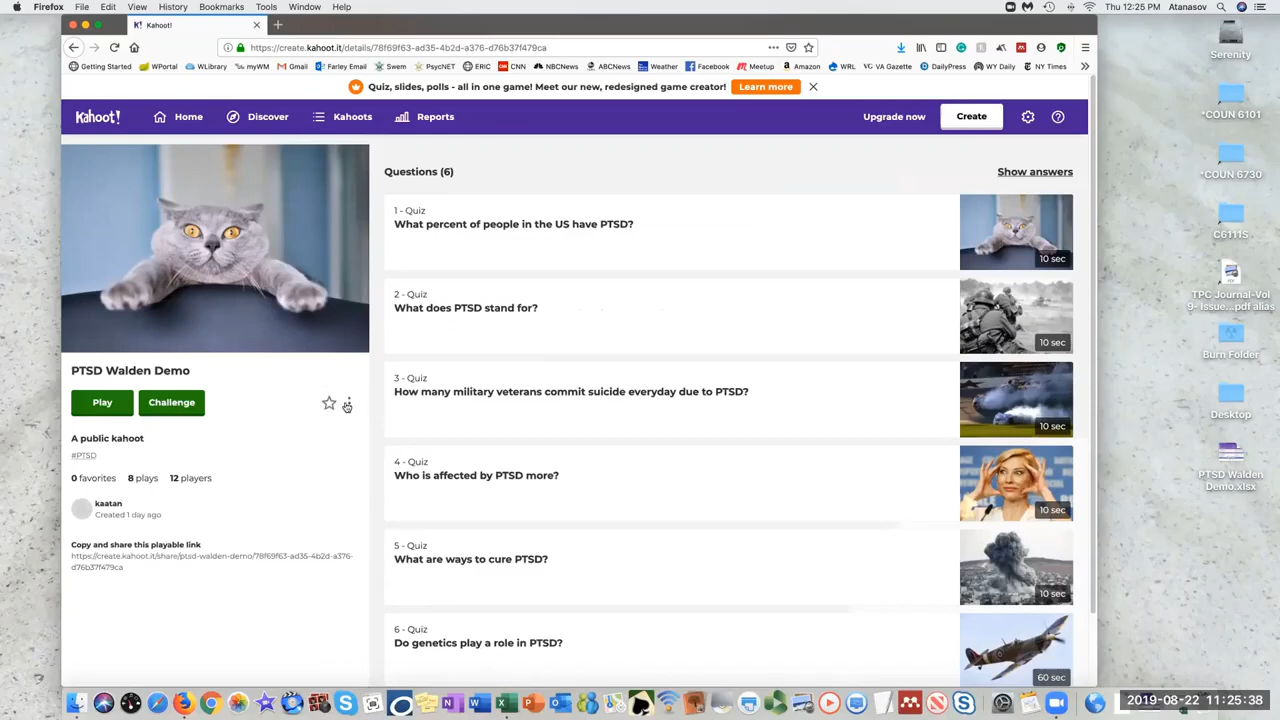 Firefox File Edit View History Bookmarks Tools Window Help
Thu 12:25 PM Atanasov
Kahoot!
https://create.kahoot.it/details/78f69f63-ad35-4b2d-a376-d76b37f479ca
Getting Started WPortal WLibrary myWM Gmail Farley Email Swem PsycNET ERIC CNN NBCNews ABCNews Weather Facebook Meetup Amazon WRL VA Gazette DailyPress WY Daily NY Times
Quiz, slides, polls - all in one game! Meet our new, redesigned game creator! Learn more
Kahoot! Home Discover Kahoots Reports Upgrade now Create
Questions (6) Show answers
1 - Quiz
What percent of people in the US have PTSD?
10 sec
2 - Quiz
What does PTSD stand for?
10 sec
3 - Quiz
How many military veterans commit suicide everyday due to PTSD?
10 sec
4 - Quiz
Who is affected by PTSD more?
10 sec
5 - Quiz
What are ways to cure PTSD?
10 sec
6 - Quiz
Do genetics play a role in PTSD?
60 sec
PTSD Walden Demo
Play Challenge
A public kahoot
#PTSD
0 favorites 8 plays 12 players
kaatan
Created 1 day ago
Copy and share this playable link
https://create.kahoot.it/share/ptsd-walden-demo/78f69f63-ad35-4b2d-a376-
d76b37f479ca
Serenity
*COUN 6101
*COUN 6730
C6111S
TPC Journal-Vol
9- Issue...pdf alias
Burn Folder
Desktop
PTSD Walden
Demo.xlsx
2019-08-22 11:25:38